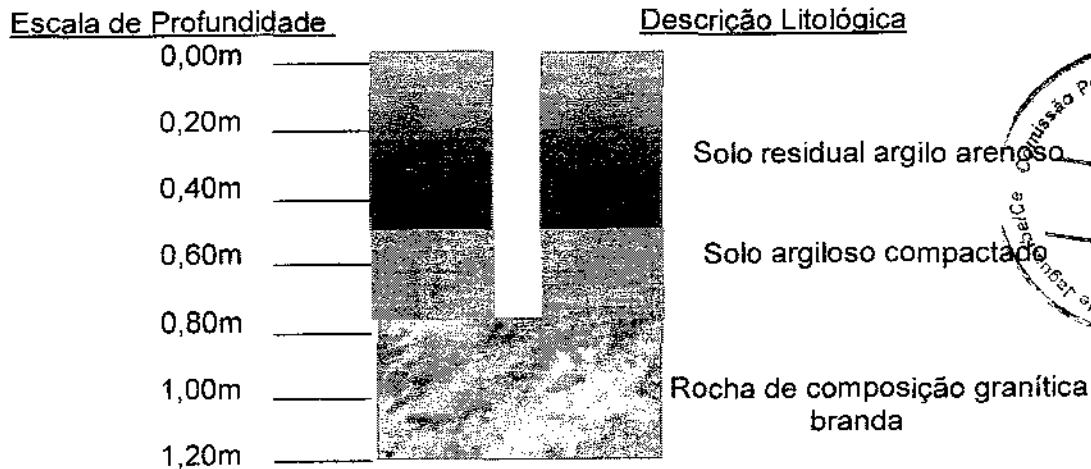 Escala de Profundidade
Descrição Litológica
0,00m
0,20m
Solo residual argilo arenoso
0,40m
0,60m
Solo argiloso compactado
0,80m
1,00m
Rocha de composição granítica
branda
1,20m